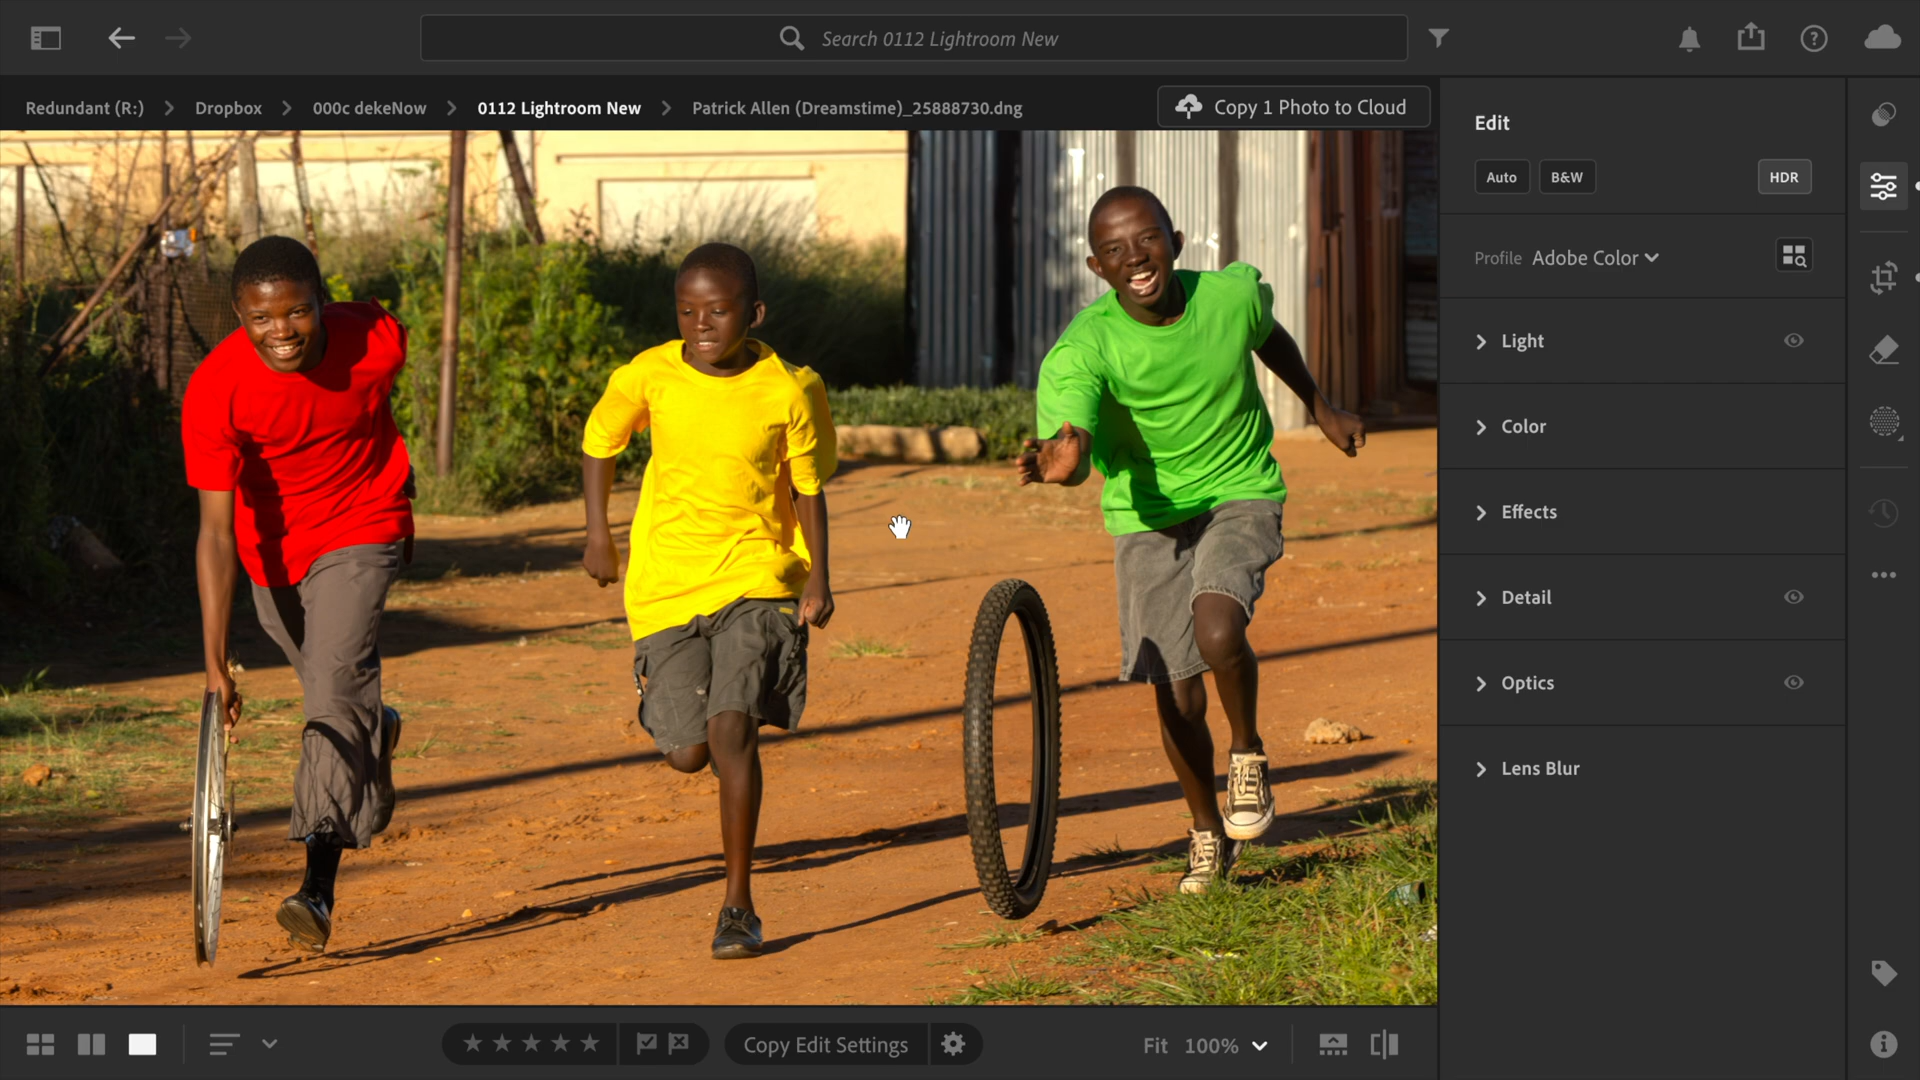 Search 0112 Lightroom New
Redundant (R:) > Dropbox > 000c dekeNow > 0112 Lightroom New > Patrick Allen (Dreamstime)_25888730.dng
Copy 1 Photo to Cloud
Edit
Auto B&W HDR
Profile Adobe Color
Light
Color
Effects
Detail
Optics
Lens Blur
Copy Edit Settings
Fit 100%